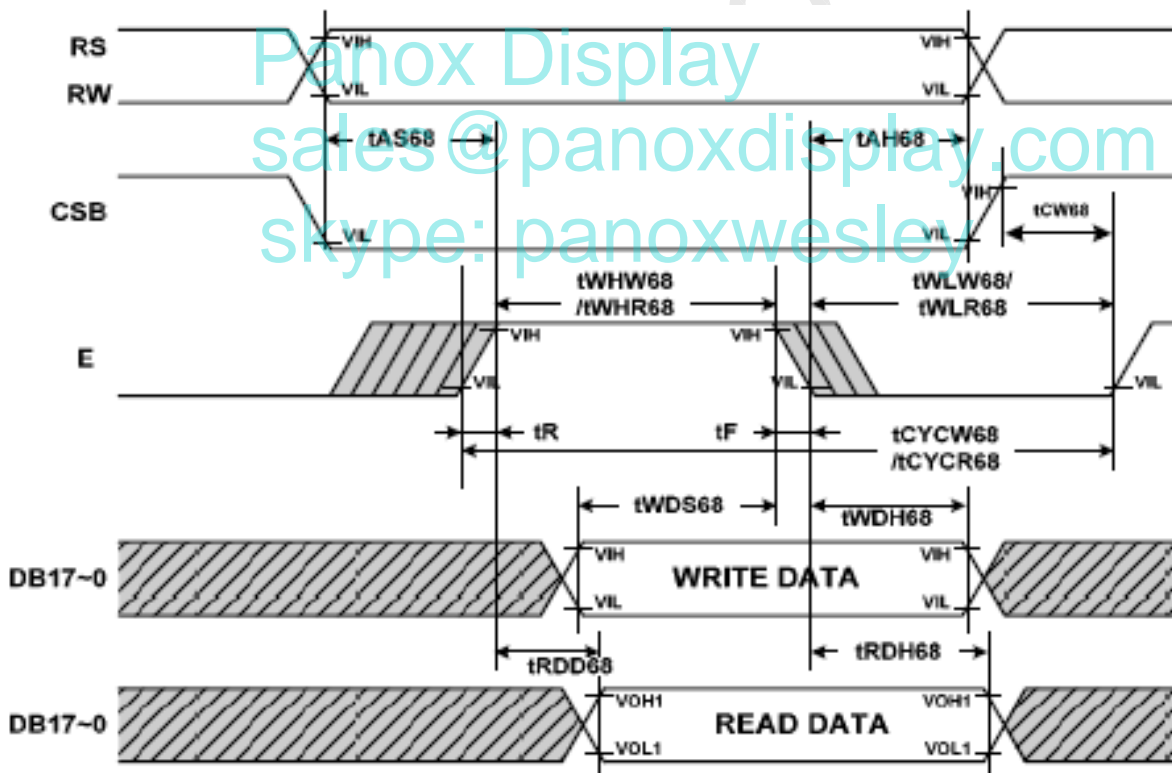 RS
VIH
VIH
Panox Display
RW
VIL
VIL
tAS68
tAH68
sales@panoxdisplay.com
CSB
VIH
tCW68
VIL
VIL
skype: panoxwesley
tWHW68
/tWHR68
tWLW68/
tWLR68
E
VIH
VIH
VIL
VIL
VIL
tR
tF
tCYCW68
/tCYCR68
tWDS68
tWDH68
DB17~0
VIH
WRITE DATA
VIH
VIL
VIL
tRDD68
tRDH68
DB17~0
VOH1
READ DATA
VOH1
VOL1
VOL1